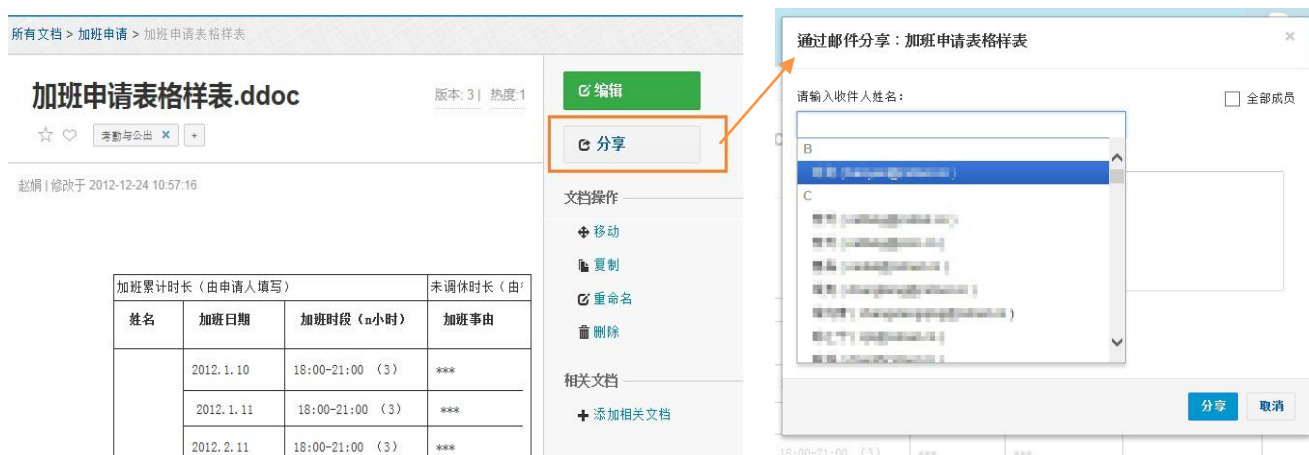 所有文档 > 加班申请 > 加班申请表格样表
加班申请表格样表.ddoc
版本: 3 | 热度:1
考勤与公出 ×
+
赵娟 | 修改于 2012-12-24 10:57:16
加班累计时长（由申请人填写）
未调休时长（由
姓名 加班日期 加班时段（n小时） 加班事由
2012.1.10 18:00-21:00 （3） ***
2012.1.11 18:00-21:00 （3） ***
2012.2.11 18:00-21:00 （3） ***
编辑
分享
文档操作
移动
复制
重命名
删除
相关文档
添加相关文档
通过邮件分享：加班申请表格样表 ×
请输入收件人姓名：
全部成员
B
C
分享 取消
18:00-21:00 （3） *** ***